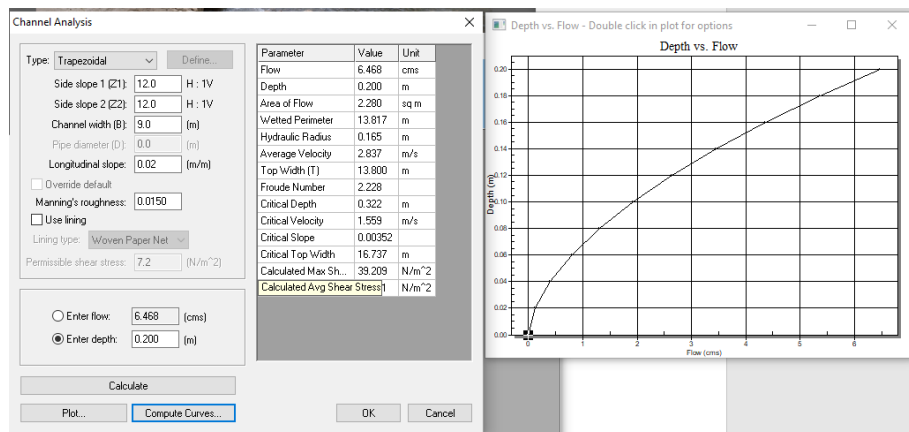 Channel Analysis
Type: Trapezoidal Define...
Side slope 1 (Z1): 12.0 H : 1V
Side slope 2 (Z2): 12.0 H : 1V
Channel width (B): 9.0 (m)
Pipe diameter (D): 0.0 (m)
Longitudinal slope: 0.02 (m/m)
Override default
Manning's roughness: 0.0150
Use lining
Lining type: Woven Paper Net
Permissible shear stress: 7.2 (N/m^2)
Enter flow: 6.468 (cms)
Enter depth: 0.200 (m)
Calculate
Plot... Compute Curves...
Parameter Value Unit
Flow 6.468 cms
Depth 0.200 m
Area of Flow 2.280 sq m
Wetted Perimeter 13.817 m
Hydraulic Radius 0.165 m
Average Velocity 2.837 m/s
Top Width (T) 13.800 m
Froude Number 2.228
Critical Depth 0.322 m
Critical Velocity 1.559 m/s
Critical Slope 0.00352
Critical Top Width 16.737 m
Calculated Max Sh... 39.209 N/m^2
Calculated Avg Shear Stress1 N/m^2
OK Cancel
Depth vs. Flow - Double click in plot for options
Depth vs. Flow
Depth (m)
0.20
0.18
0.16
0.14
0.12
0.10
0.08
0.06
0.04
0.02
0.00
0 1 2 3 4 5 6
Flow (cms)